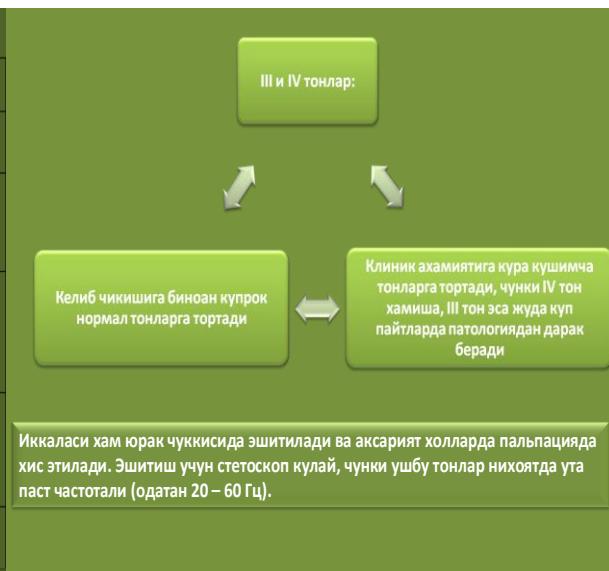 III и IV тонлар:
Келиб чикишига биноан купрок
нормал тонларга тортади
Клиник ахамиятига кура кушимча
тонларга тортади, чунки IV тон
хамиша, III тон эса жуда куп
пайтларда патологиядан дарак
беради
Иккаласи хам юрак чуккисида эшитилади ва аксарият холларда пальпацияда
хис этилади. Эшитиш учун стетоскоп кулай, чунки ушбу тонлар нихоятда ута
паст частотали (одатан 20 – 60 Гц).